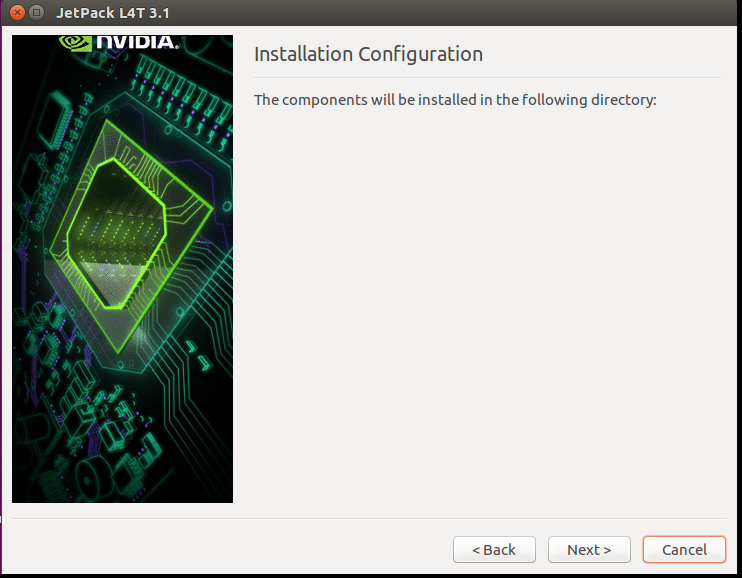 JetPack L4T 3.1
NVIDIA.
Installation Configuration
The components will be installed in the following directory:
< Back
Next >
Cancel